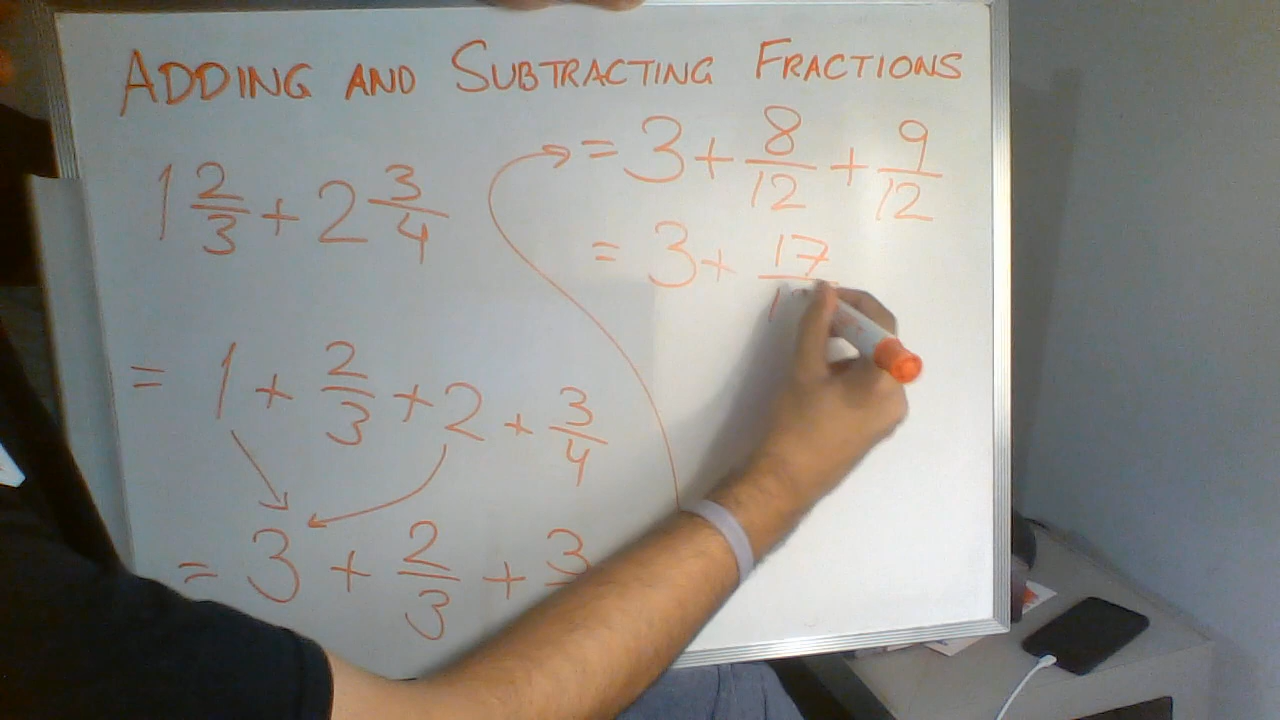 ADDING AND SUBTRACTING FRACTIONS
1 2/3 + 2 3/4
= 1 + 2/3 + 2 + 3/4
= 3 + 2/3 + 3
= 3 + 8/12 + 9/12
= 3 + 17/1